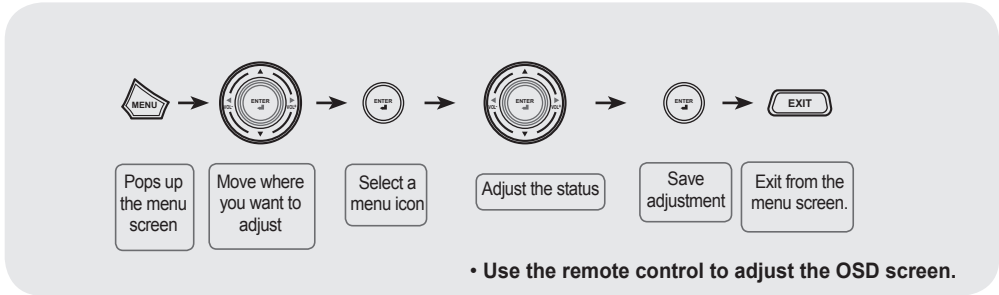 MENU
ENTER
VOL-
VOL+
ENTER
ENTER
VOL-
VOL+
ENTER
EXIT
Pops up
the menu
screen
Move where
you want to
adjust
Select a
menu icon
Adjust the status
Save
adjustment
Exit from the
menu screen.
• Use the remote control to adjust the OSD screen.